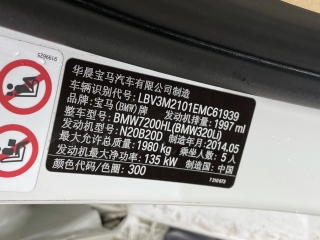 华晨宝马汽车有限公司制造
车辆识别代号: LBV3M2101EMC61939
品牌: 宝马(BMW)牌 发动机排量: 1997 ml
整车型号: BMW7200HL(BMW320Li)
发动机型号: N20B20D 制造年月: 2014.05
最大允许总质量: 1980 kg 乘坐人数: 5人
发动机最大净功率: 135 kW 制造国: 中国
颜色代码/色图: 300